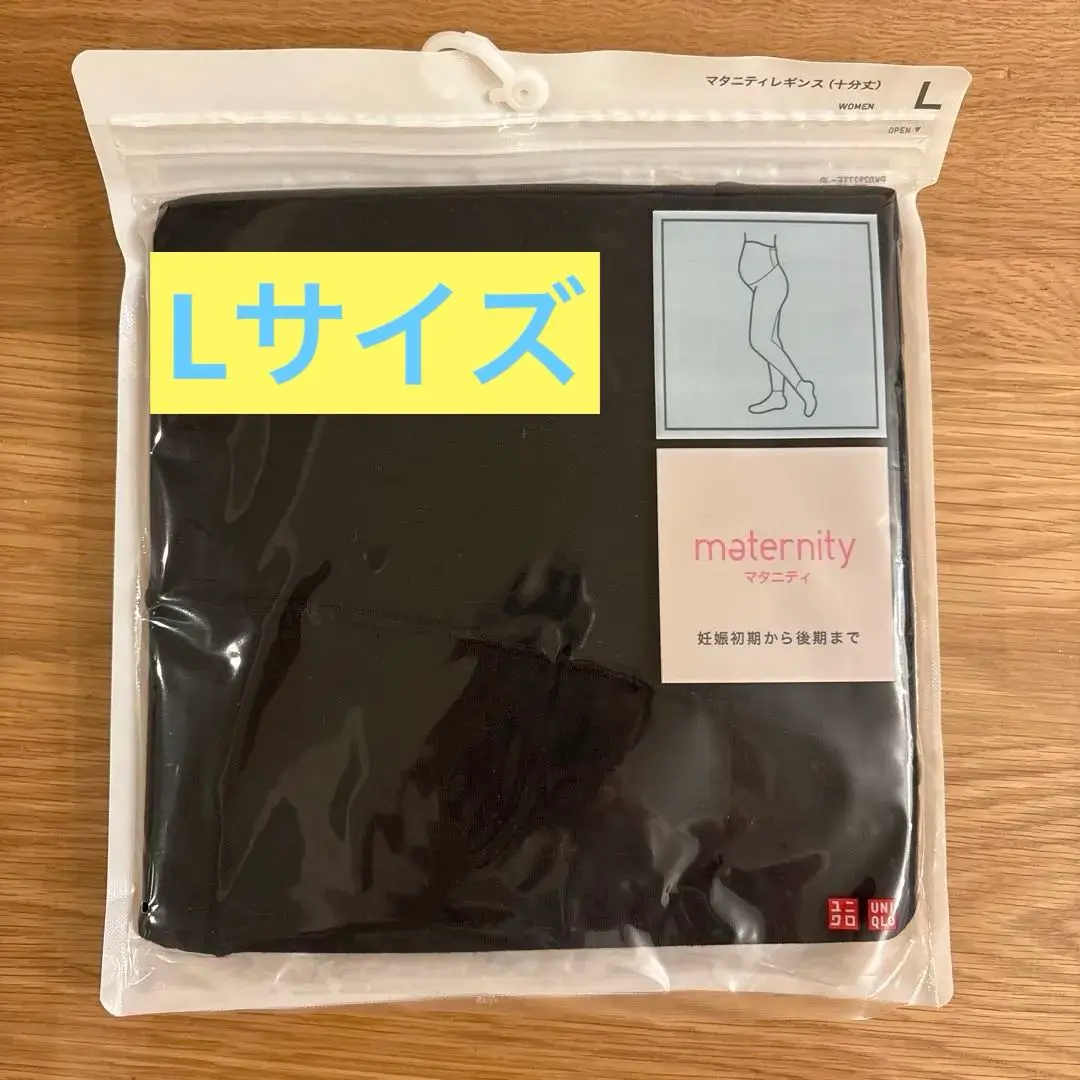 マタニティレギンス(十分丈)
L
WOMEN
OPEN ▼
Lサイズ
maternity
マタニティ
妊娠初期から後期まで
ユニ
クロ
UNI
QLO